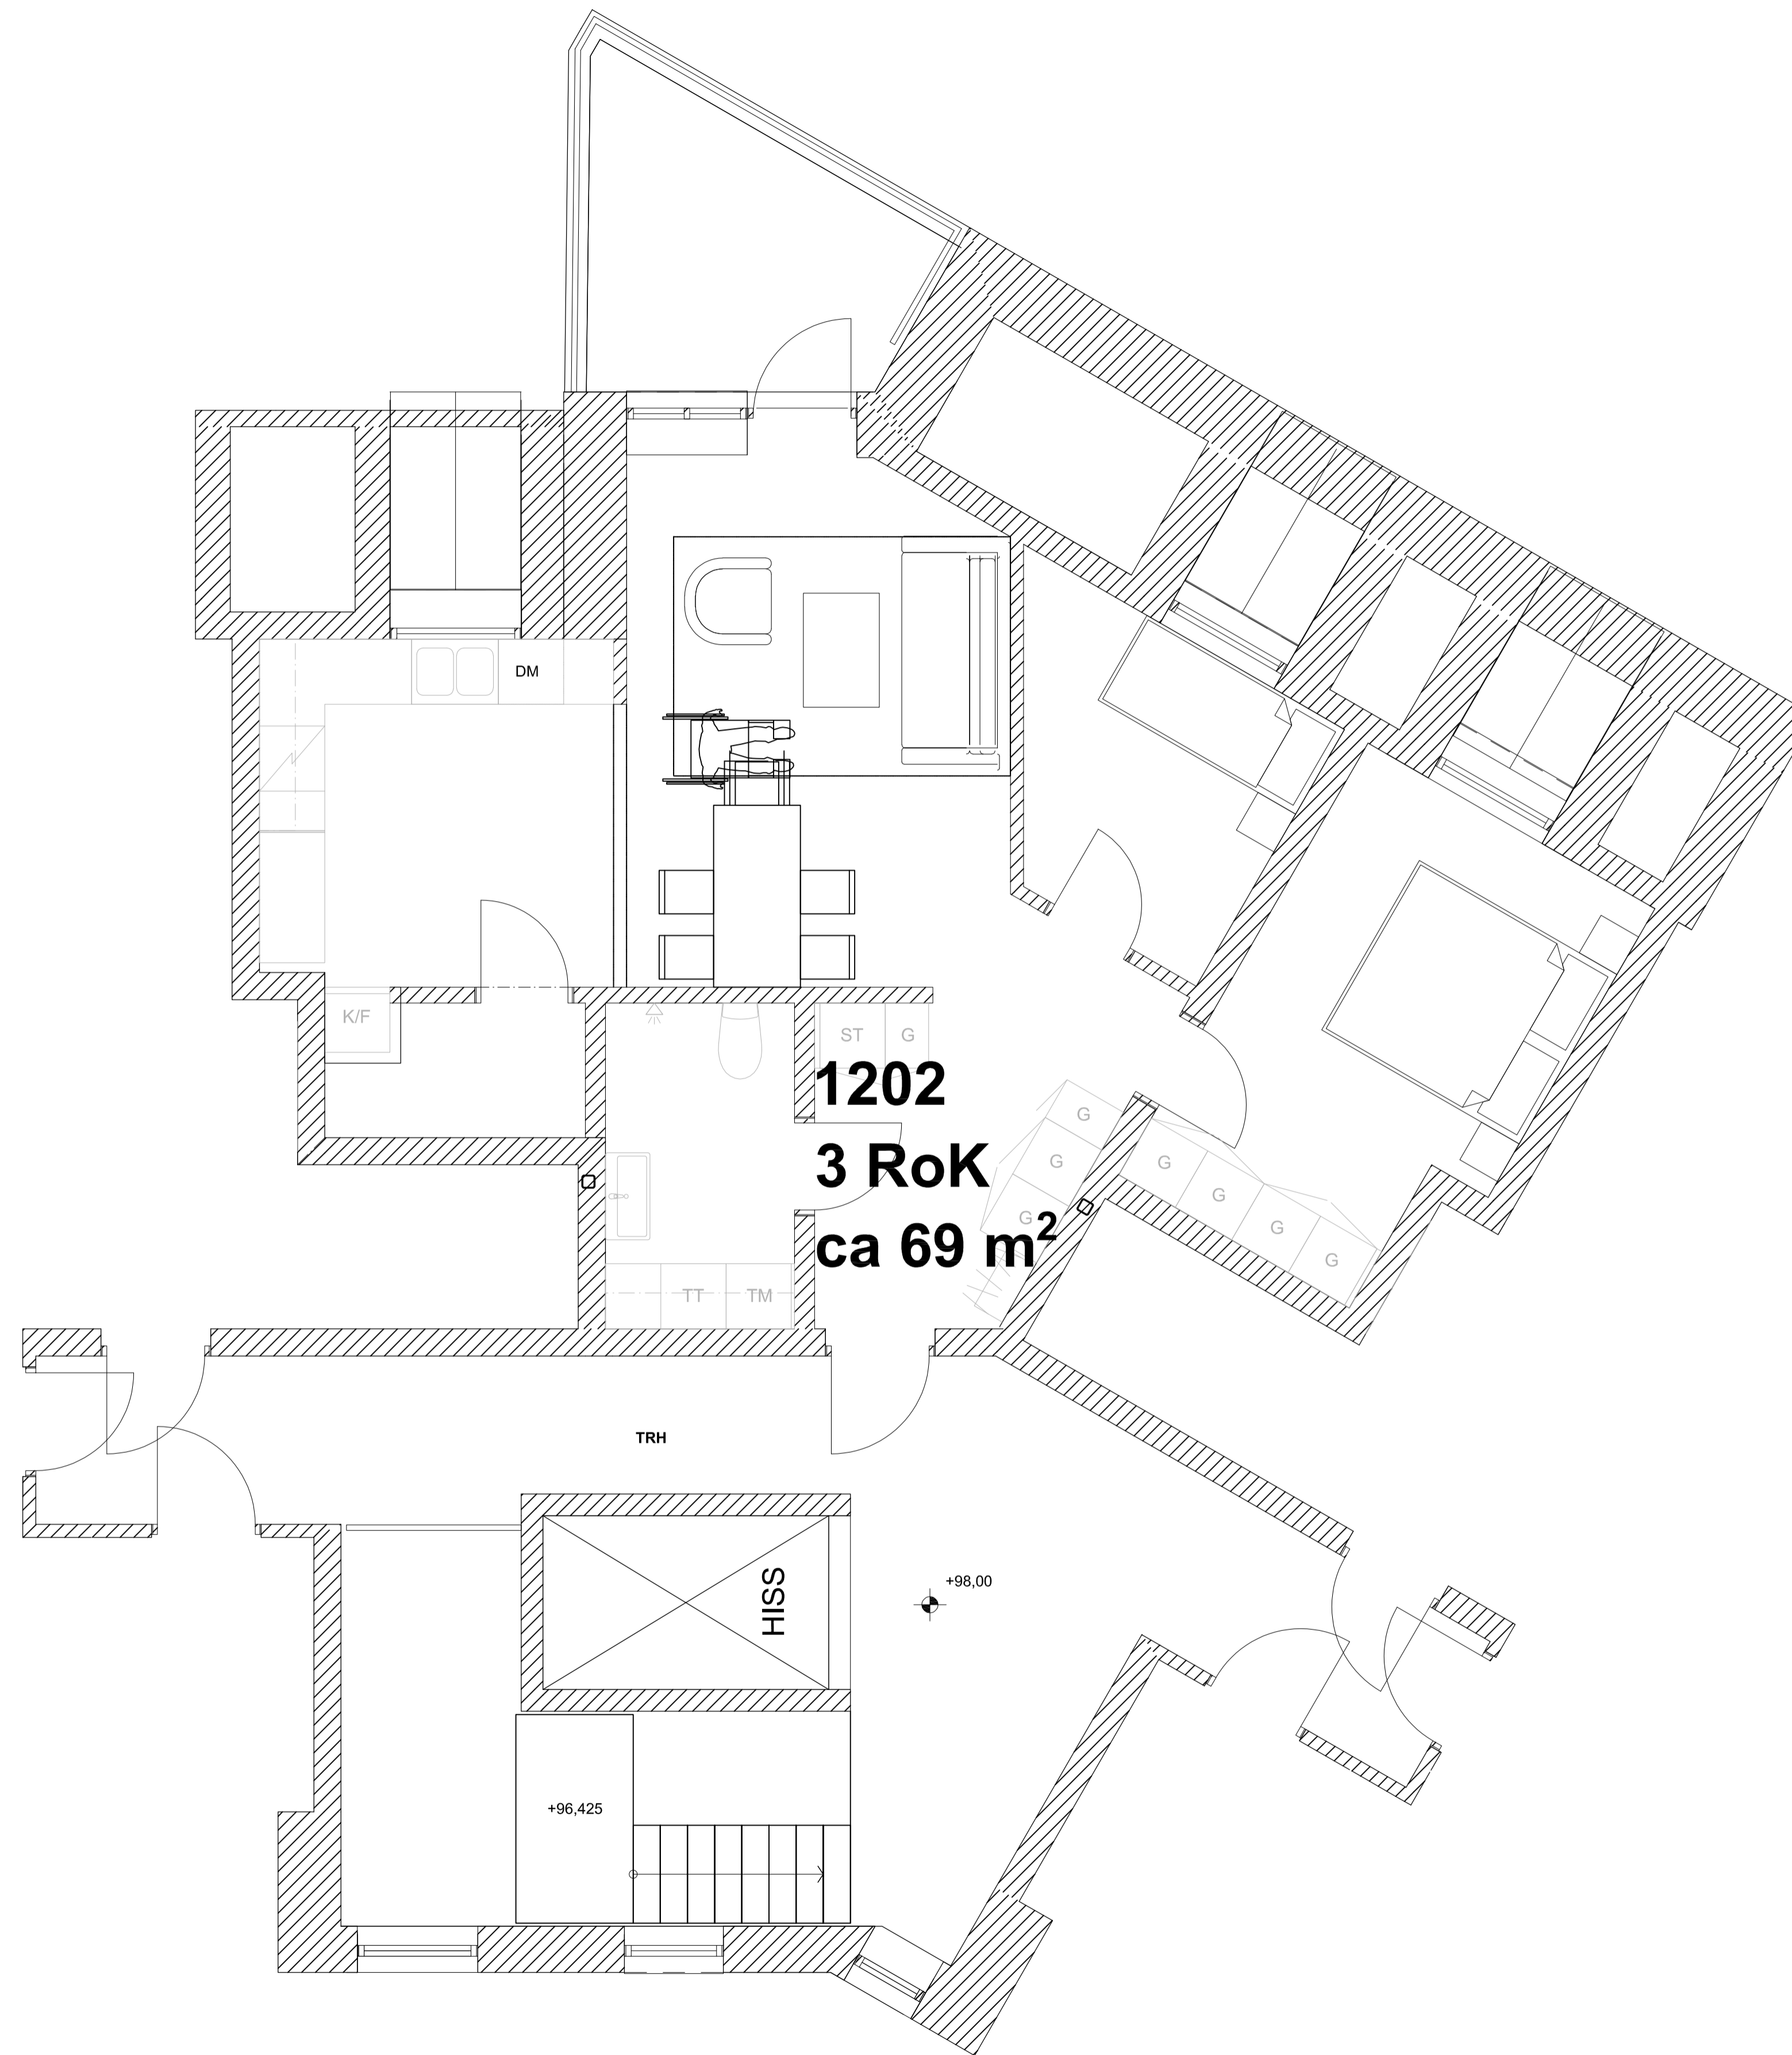 DM
K/F
ST
G
1202
3 RoK
ca 69 m²
G
G
G
G
G
G
G
TT
TM
TRH
HISS
+98,00
+96,425